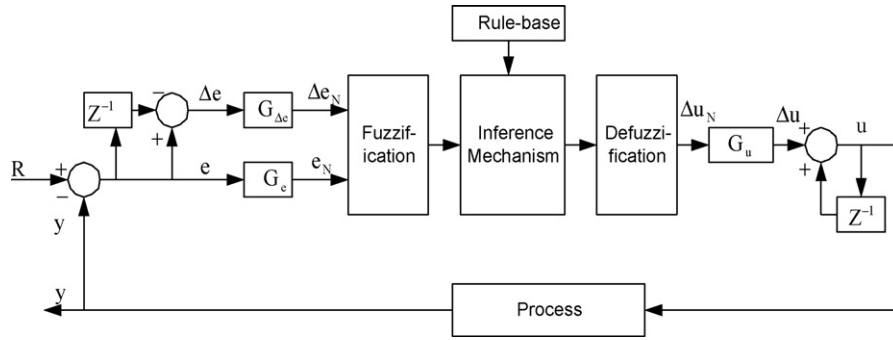 Rule-base
Z⁻¹
−
+
Δe
G_Δe
Δe_N
Fuzzif-
ication
Inference
Mechanism
Defuzzi-
fication
Δu_N
G_u
Δu
+
+
u
Z⁻¹
R
+
−
e
G_e
e_N
y
y
Process